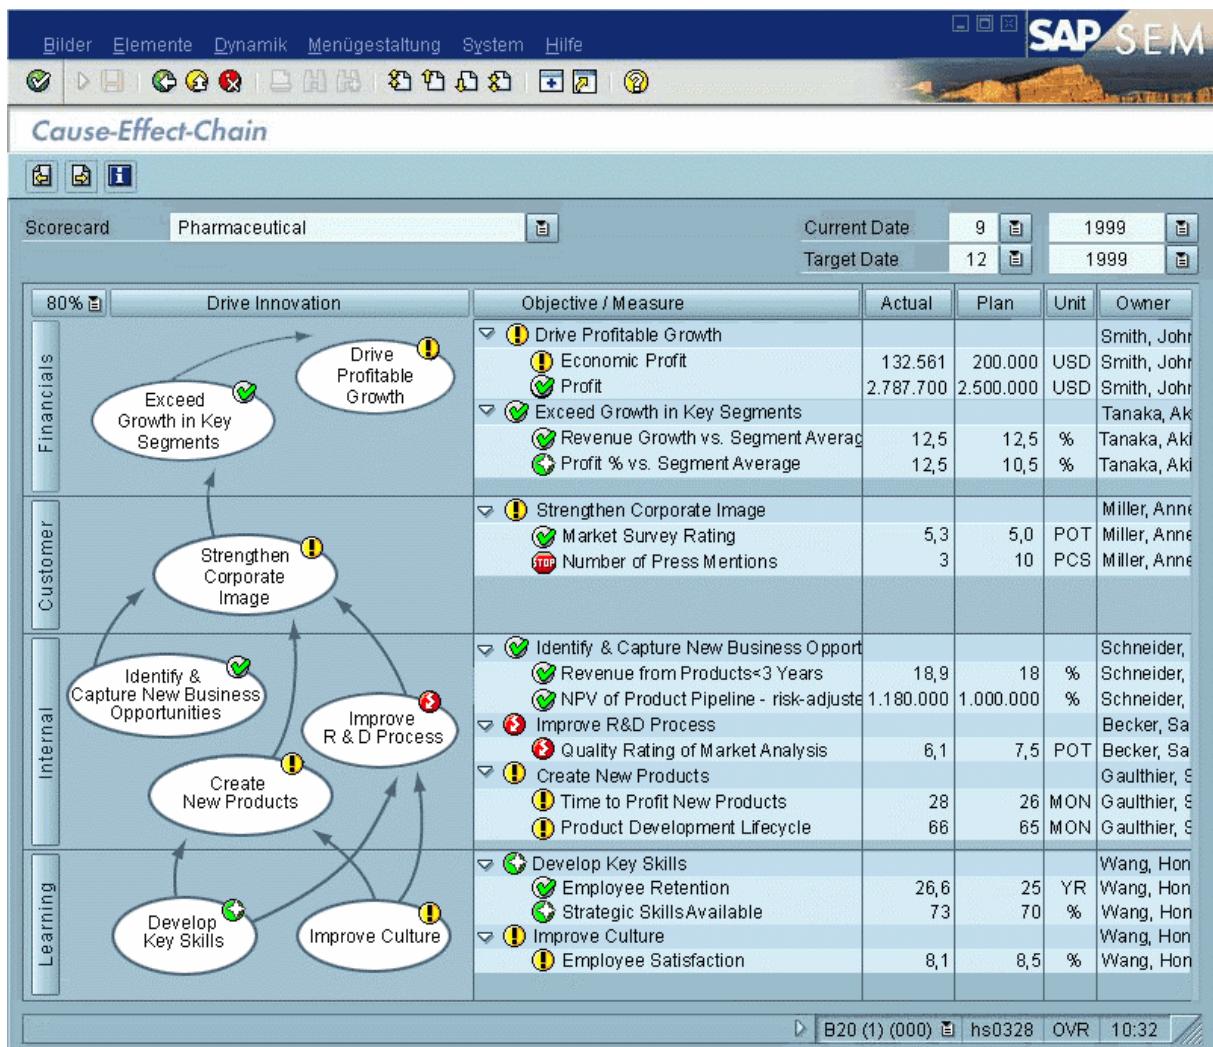 Bilder Elemente Dynamik Menügestaltung System Hilfe
SAP SEM
Cause-Effect-Chain
Scorecard Pharmaceutical Current Date 9 1999
Target Date 12 1999
80% Drive Innovation Objective / Measure Actual Plan Unit Owner
Financials
Drive
Profitable
Growth
Exceed
Growth in Key
Segments
Drive Profitable Growth Smith, John
Economic Profit 132.561 200.000 USD Smith, John
Profit 2.787.700 2.500.000 USD Smith, John
Exceed Growth in Key Segments Tanaka, Ak
Revenue Growth vs. Segment Averag 12,5 12,5 % Tanaka, Aki
Profit % vs. Segment Average 12,5 10,5 % Tanaka, Aki
Customer
Strengthen
Corporate
Image
Strengthen Corporate Image Miller, Anne
Market Survey Rating 5,3 5,0 POT Miller, Anne
STOP Number of Press Mentions 3 10 PCS Miller, Anne
Internal
Identify &
Capture New Business
Opportunities
Improve
R & D Process
Create
New Products
Identify & Capture New Business Opport Schneider,
Revenue from Products<3 Years 18,9 18 % Schneider,
NPV of Product Pipeline - risk-adjuste 1.180.000 1.000.000 % Schneider,
Improve R&D Process Becker, Sa
Quality Rating of Market Analysis 6,1 7,5 POT Becker, Sa
Create New Products Gaulthier, S
Time to Profit New Products 28 26 MON Gaulthier, S
Product Development Lifecycle 66 65 MON Gaulthier, S
Learning
Develop
Key Skills
Improve Culture
Develop Key Skills Wang, Hon
Employee Retention 26,6 25 YR Wang, Hon
Strategic Skills Available 73 70 % Wang, Hon
Improve Culture Wang, Hon
Employee Satisfaction 8,1 8,5 % Wang, Hon
B20 (1) (000) hs0328 OVR 10:32